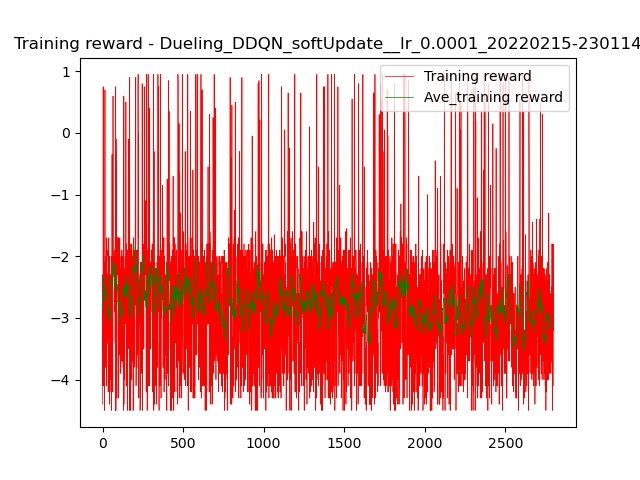 Training reward - Dueling_DDQN_softUpdate__lr_0.0001_20220215-230114
Training reward
Ave_training reward
1
0
−1
−2
−3
−4
0 500 1000 1500 2000 2500